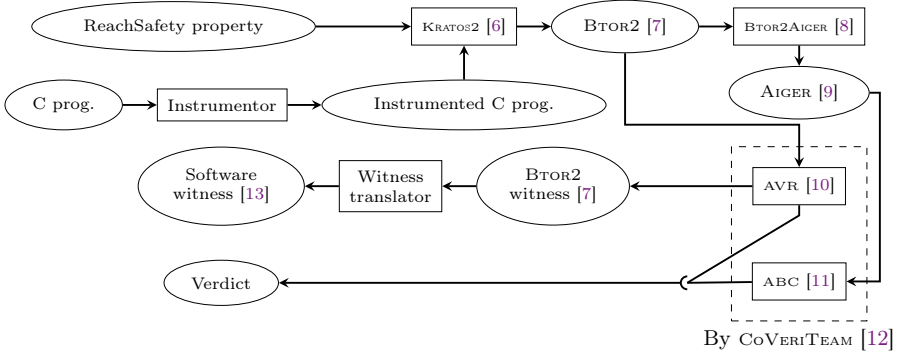 ReachSafety property
Kratos2 [6]
Btor2 [7]
Btor2Aiger [8]
C prog.
Instrumentor
Instrumented C prog.
Aiger [9]
Software
witness [13]
Witness
translator
Btor2
witness [7]
AVR [10]
Verdict
ABC [11]
By CoVeriTeam [12]